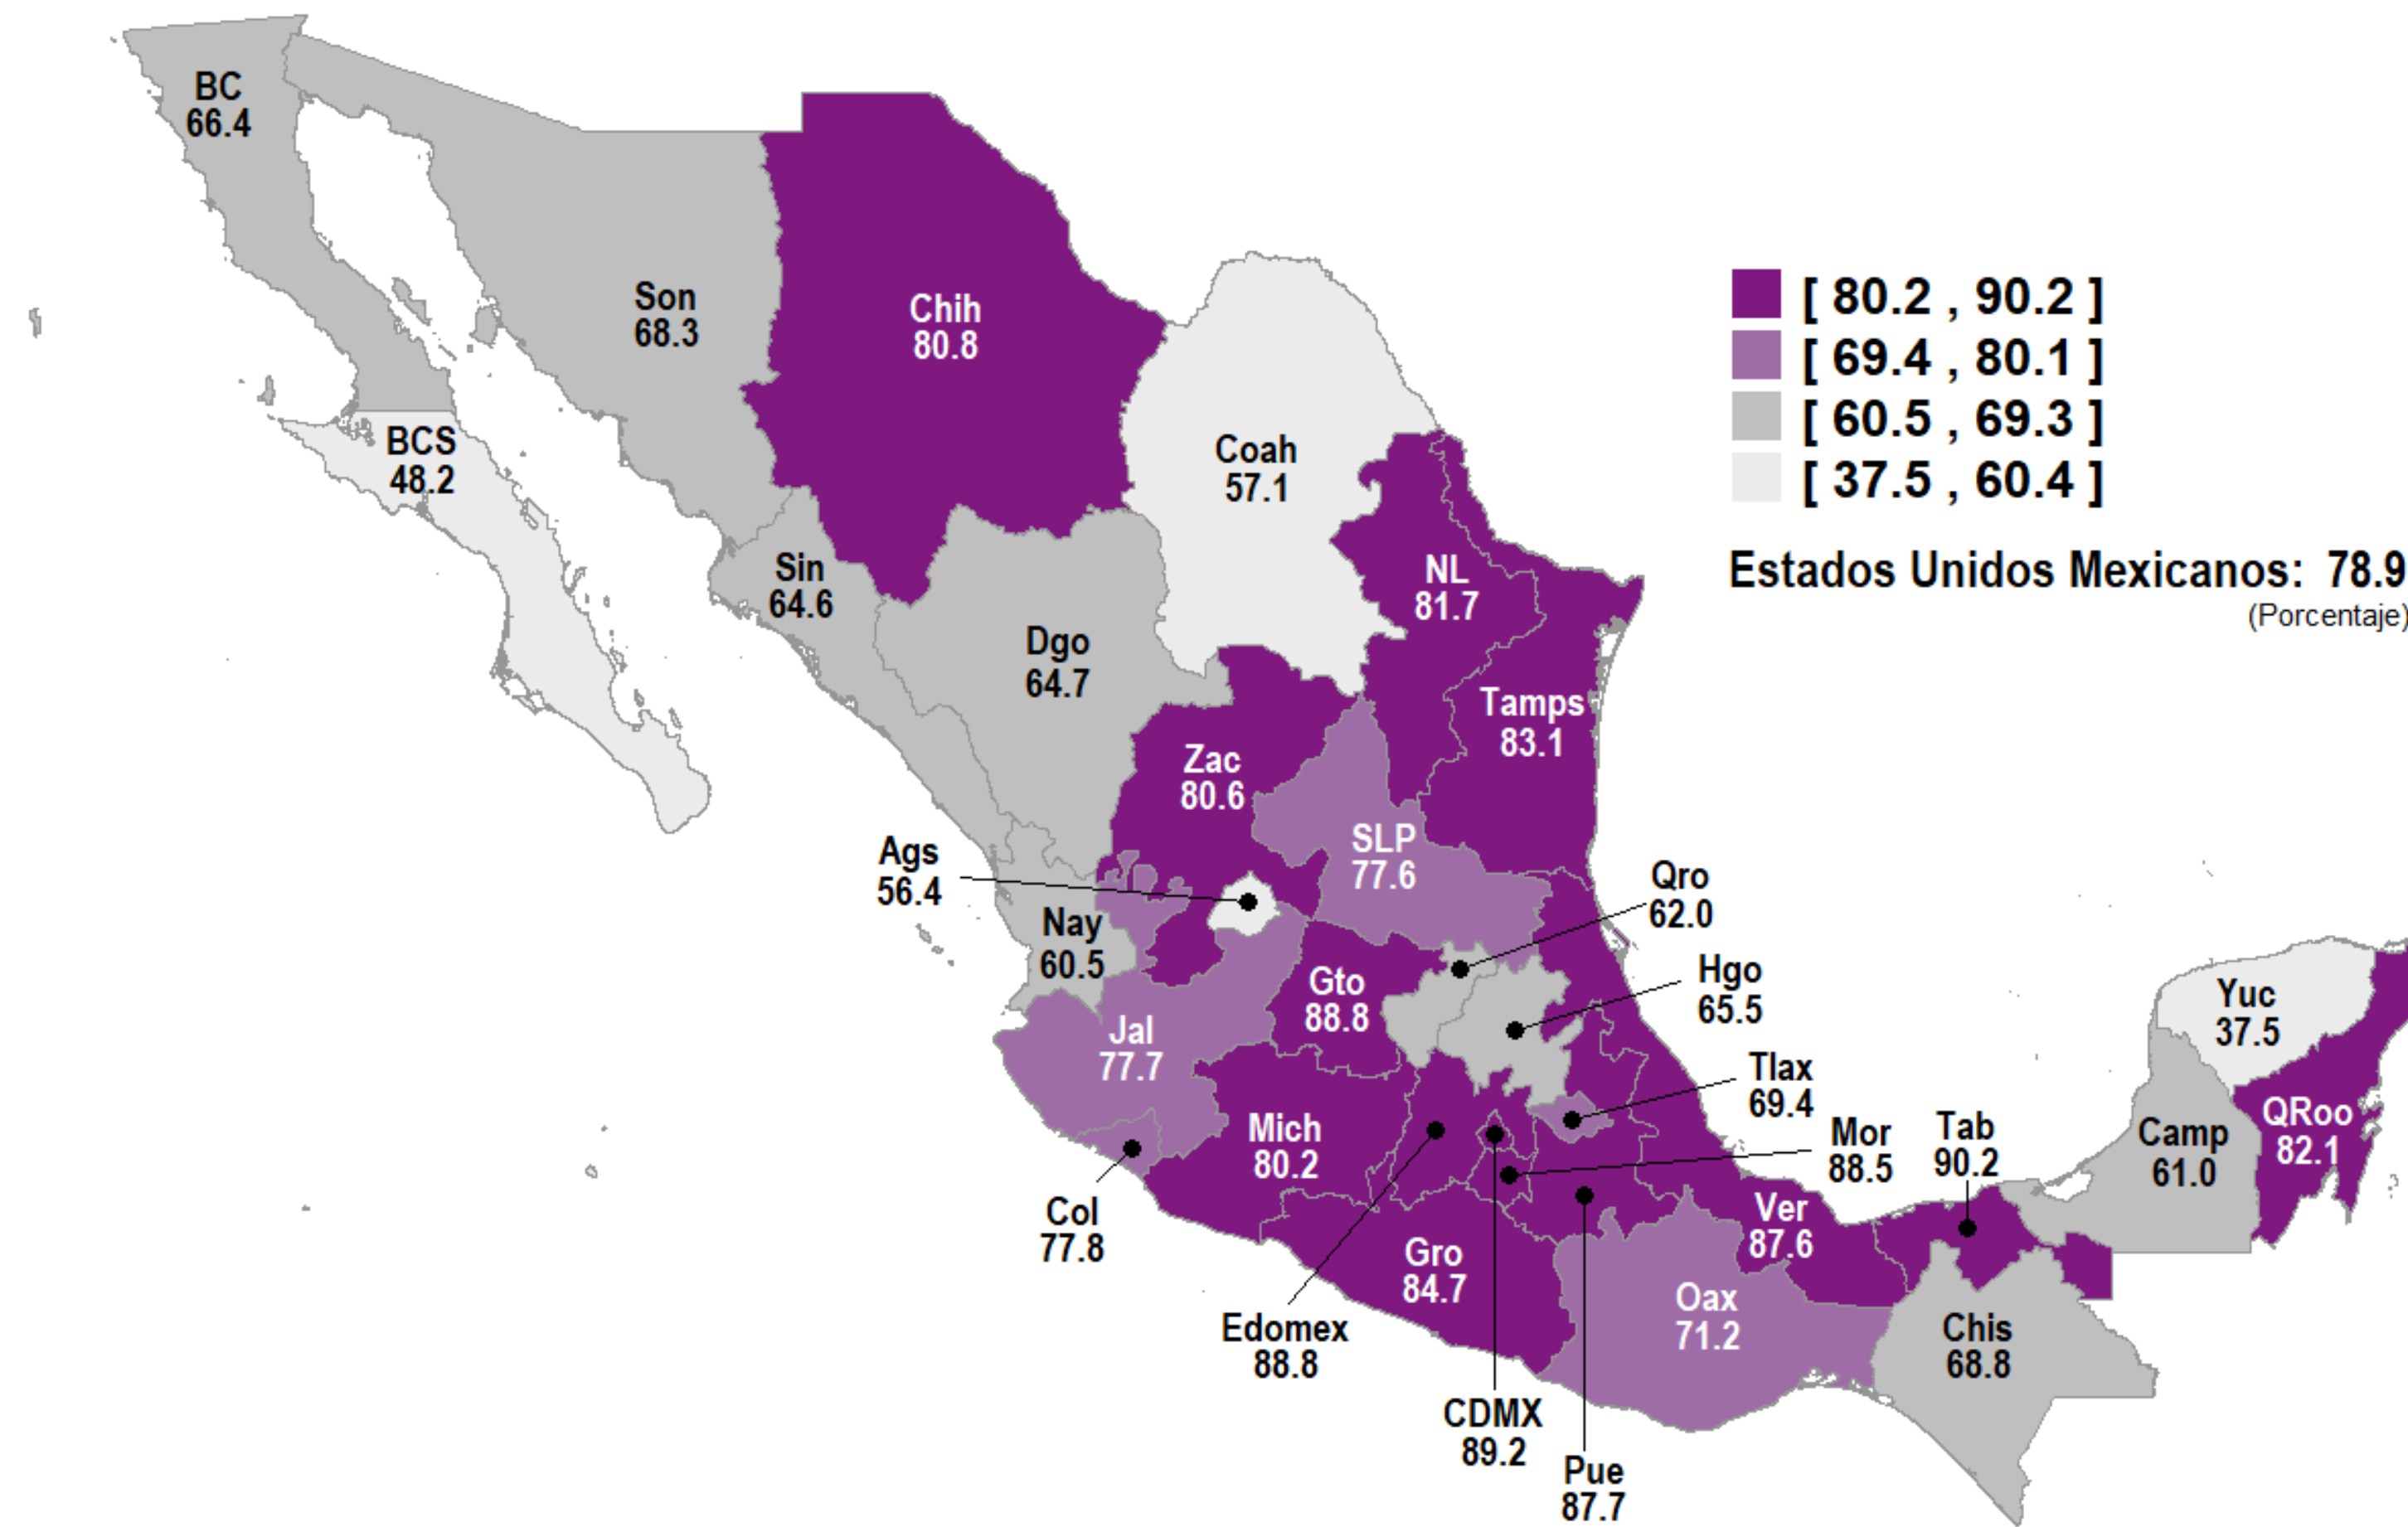 BC
66.4
Son
68.3
Chih
80.8
[ 80.2 , 90.2 ]
[ 69.4 , 80.1 ]
[ 60.5 , 69.3 ]
[ 37.5 , 60.4 ]
Estados Unidos Mexicanos: 78.9
(Porcentaje)
BCS
48.2
Coah
57.1
NL
81.7
Sin
64.6
Dgo
64.7
Tamps
83.1
Zac
80.6
SLP
77.6
Ags
56.4
Qro
62.0
Nay
60.5
Gto
88.8
Hgo
65.5
Yuc
37.5
Jal
77.7
Tlax
69.4
Mich
80.2
Mor
88.5
Tab
90.2
Camp
61.0
QRoo
82.1
Col
77.8
Ver
87.6
Gro
84.7
Oax
71.2
Edomex
88.8
Chis
68.8
CDMX
89.2
Pue
87.7